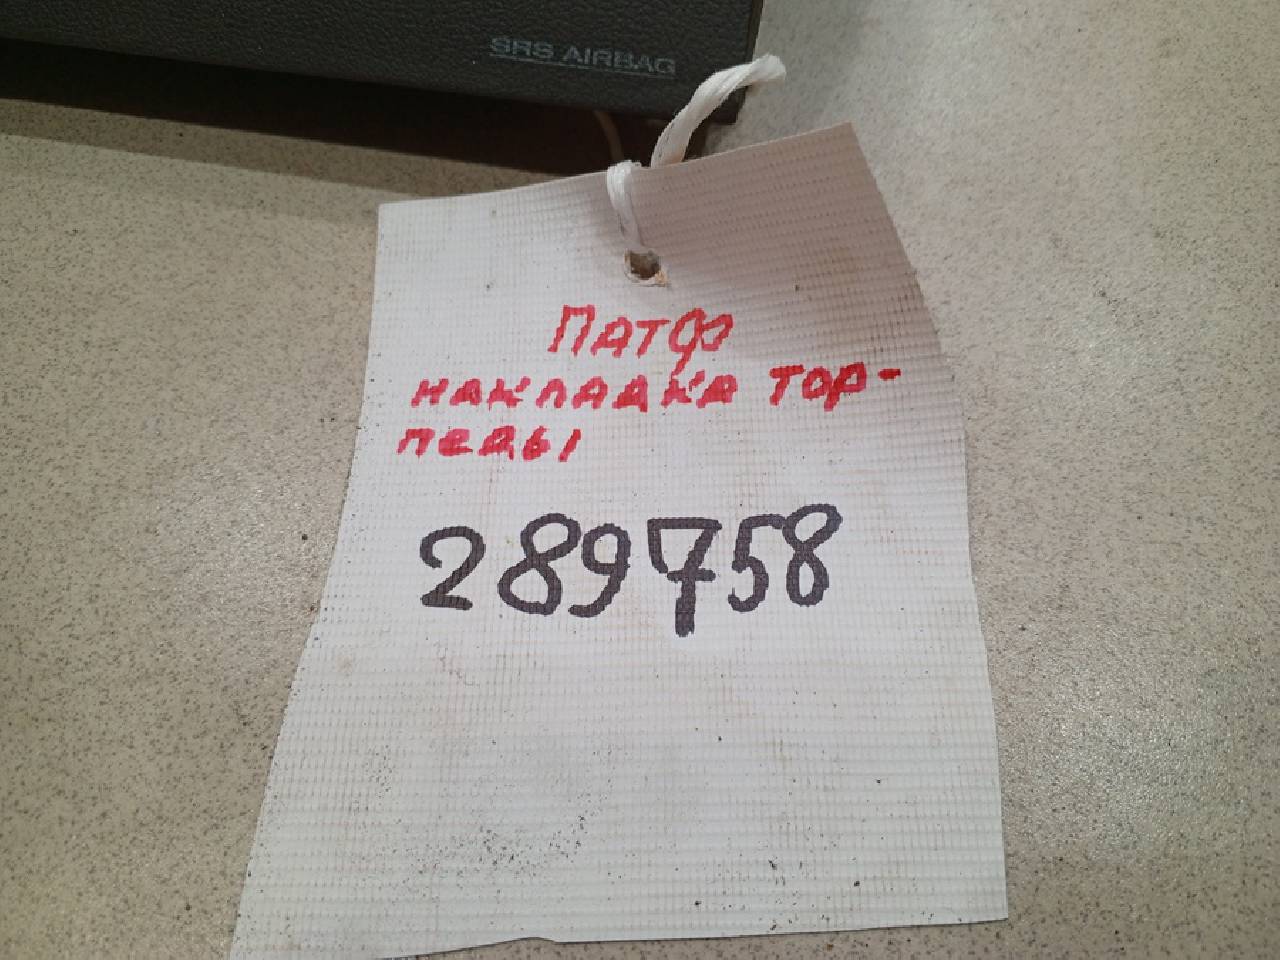 SRS AIRBAG
Патф
накладка тор-
педы
289758